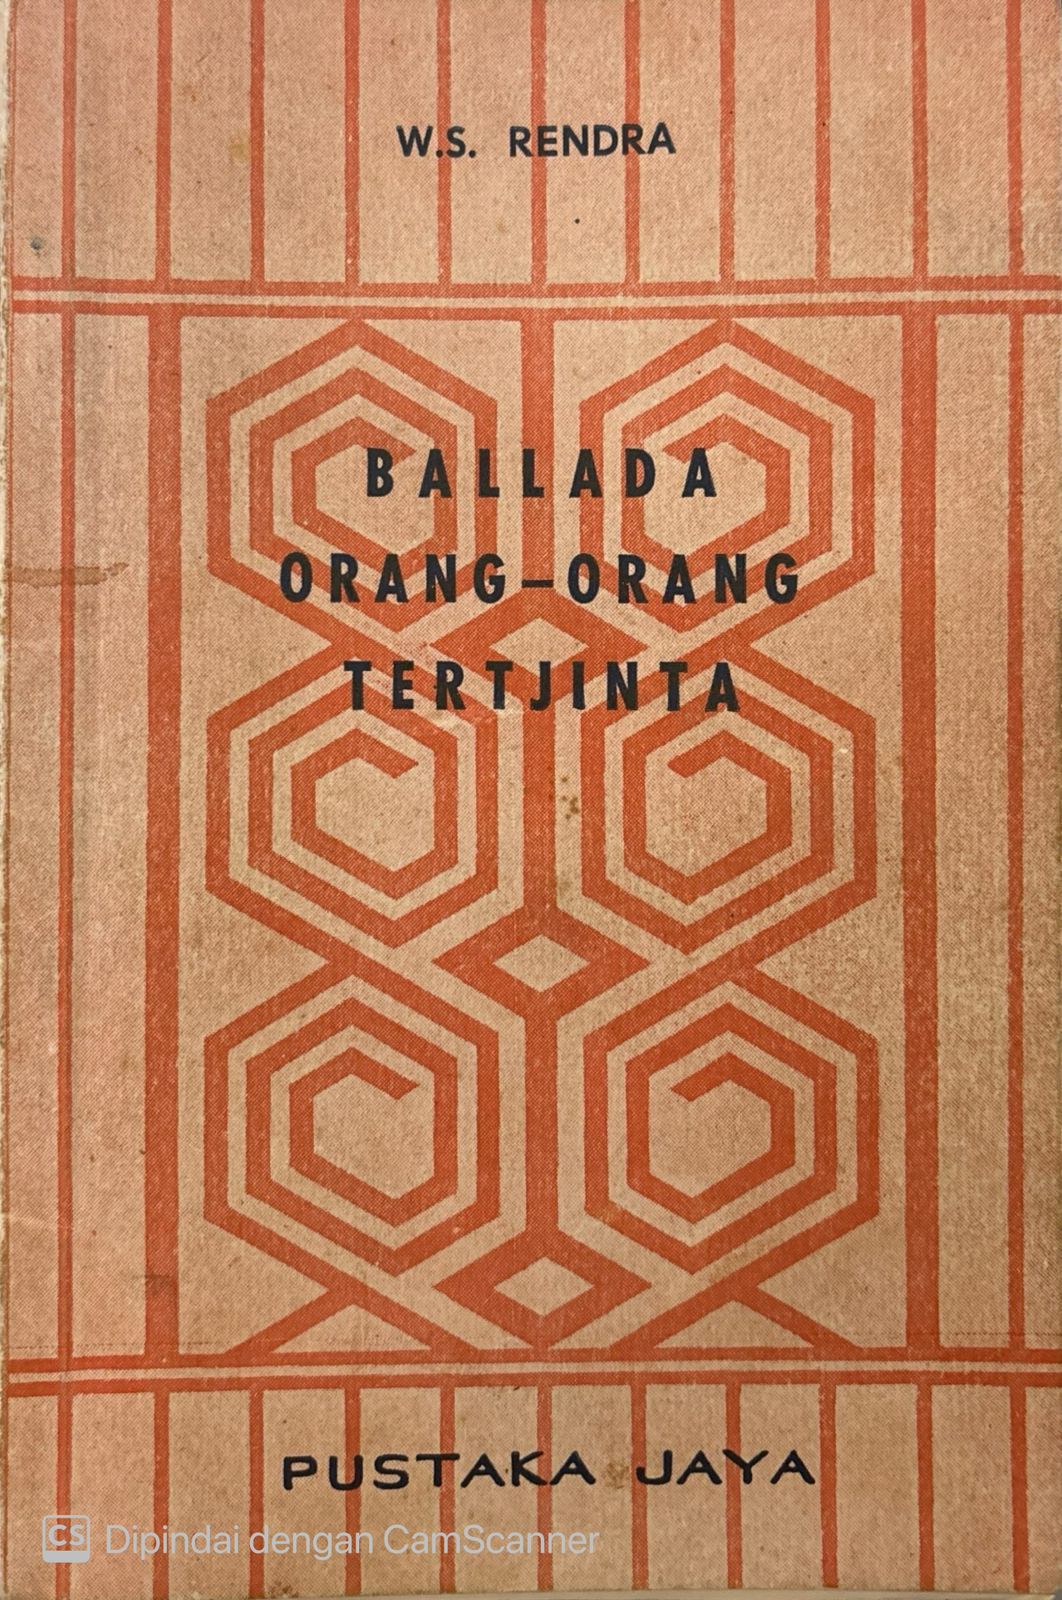 W.S. RENDRA
BALLADA
ORANG–ORANG
TERTJINTA
PUSTAKA JAYA
CS Dipindai dengan CamScanner